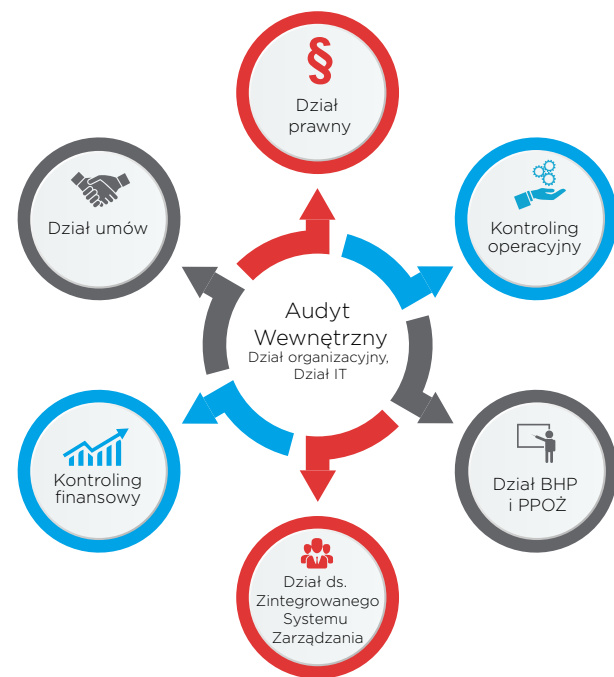 §
Dział
prawny
Dział umów
Kontroling
operacyjny
Audyt
Wewnętrzny
Dział organizacyjny,
Dział IT
Kontroling
finansowy
Dział BHP
i PPOŻ
Dział ds.
Zintegrowanego
Systemu
Zarządzania